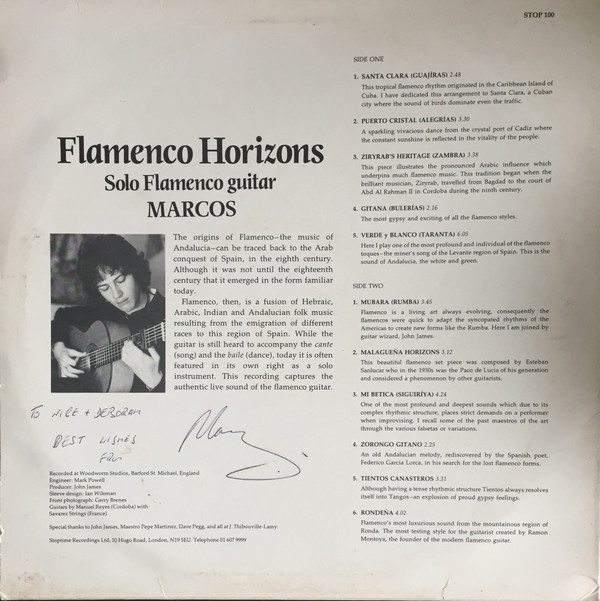 STOP 100
Flamenco Horizons
Solo Flamenco guitar
MARCOS
The origins of Flamenco–the music of
Andalucia–can be traced back to the Arab
conquest of Spain, in the eighth century.
Although it was not until the eighteenth
century that it emerged in the form familiar
today.
Flamenco, then, is a fusion of Hebraic,
Arabic, Indian and Andalucian folk music
resulting from the emigration of different
races to this region of Spain. While the
guitar is still heard to accompany the cante
(song) and the baile (dance), today it is often
featured in its own right as a solo
instrument. This recording captures the
authentic live sound of the flamenco guitar.
TO NICE + DEBORAH
BEST WISHES
FROM
Recorded at Woodworm Studios, Barford St. Michael, England
Engineer: Mark Powell
Producer: John James
Sleeve design: Ian Wileman
Front photograph: Gerry Brenes
Guitars by Manuel Reyes (Cordoba) with
Savarez Strings (France)
Special thanks to John James, Maestro Pepe Martinez, Dave Pegg, and all at J. Thibouville-Lamy.
Stoptime Recordings Ltd, Hugo Road, London, N19 5EU. Telephone 01 607 9999
SIDE ONE
1. SANTA CLARA (GUAJÍRAS) 2.48
This tropical flamenco rhythm originated in the Caribbean Island of
Cuba. I have dedicated this arrangement to Santa Clara, a Cuban
city where the sound of birds dominate even the traffic.
2. PUERTO CRISTAL (ALEGRÍAS) 3.30
A sparkling vivacious dance from the crystal port of Cadiz where
the constant sunshine is reflected in the vitality of the people.
3. ZIRYRAB'S HERITAGE (ZAMBRA) 3.38
This piece illustrates the pronounced Arabic influence which
underpins much flamenco music. This tradition began when the
brilliant musician, Ziryrab, travelled from Bagdad to the court of
Abd Al Rahman II in Cordoba during the ninth century.
4. GITANA (BULERÍAS) 2.16
The most gypsy and exciting of all the flamenco styles.
5. VERDE y BLANCO (TARANTA) 6.05
Here I play one of the most profound and individual of the flamenco
toques–the miner's song of the Levante region of Spain. This is the
sound of Andalucia, the white and green.
SIDE TWO
1. MUBARA (RUMBA) 3.45
Flamenco is a living art always evolving, consequently the
flamencos were quick to adapt the syncopated rhythms of the
Americas to create new forms like the Rumba. Here I am joined by
guitar wizard, John James.
2. MALAGUEÑA HORIZONS 3.12
This beautiful flamenco set piece was composed by Esteban
Sanlucar who in the 1930s was the Paco de Lucia of his generation
and considered a phenomenon by other guitarists.
3. MI BETICA (SIGUIRÍYA) 4.24
One of the most profound and deepest sounds which due to its
complex rhythmic structure, places strict demands on a performer
when improvising. I recall some of the past maestros of the art
through the various falsetas or variations.
4. ZORONGO GITANO 2.25
An old Andalucian melody, rediscovered by the Spanish poet,
Federico Garcia Lorca, in his search for the lost flamenco forms.
5. TIENTOS CANASTEROS 3.31
Although having a tense rhythmic structure Tientos always resolves
itself into Tangos–an explosion of proud gypsy feelings.
6. RONDEÑA 4.02
Flamenco's most luxurious sound from the mountainous region of
Ronda. The most testing style for the guitarist created by Ramon
Montoya, the founder of the modern flamenco guitar.